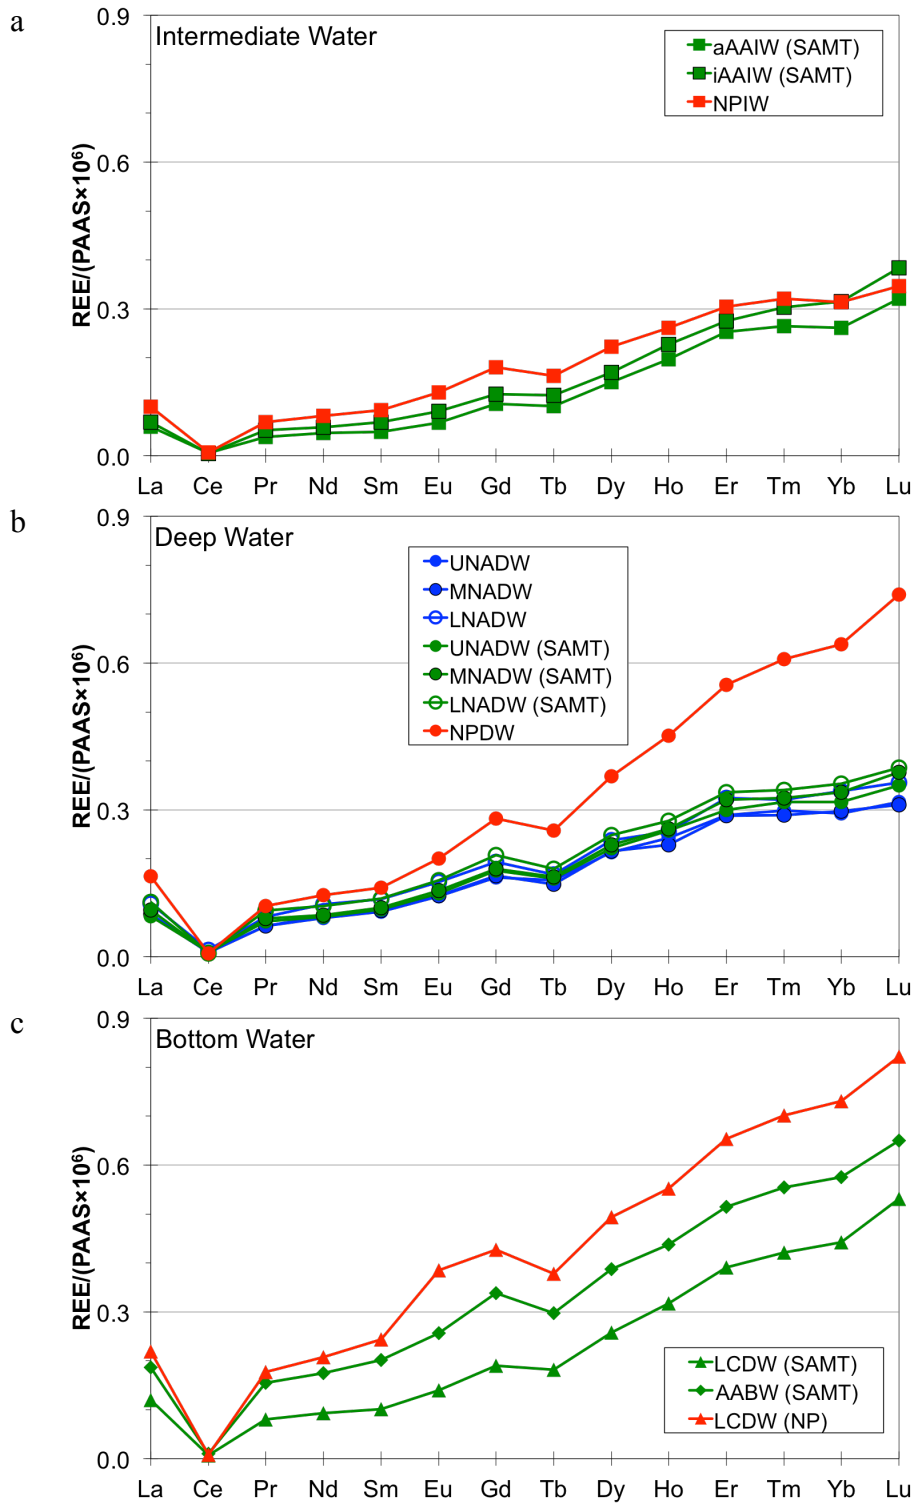 a
Intermediate Water
aAAIW (SAMT)
iAAIW (SAMT)
NPIW
REE/(PAAS×10⁶)
0.9
0.6
0.3
0.0
La Ce Pr Nd Sm Eu Gd Tb Dy Ho Er Tm Yb Lu
b
Deep Water
UNADW
MNADW
LNADW
UNADW (SAMT)
MNADW (SAMT)
LNADW (SAMT)
NPDW
REE/(PAAS×10⁶)
0.9
0.6
0.3
0.0
La Ce Pr Nd Sm Eu Gd Tb Dy Ho Er Tm Yb Lu
c
Bottom Water
REE/(PAAS×10⁶)
0.9
0.6
0.3
0.0
LCDW (SAMT)
AABW (SAMT)
LCDW (NP)
La Ce Pr Nd Sm Eu Gd Tb Dy Ho Er Tm Yb Lu